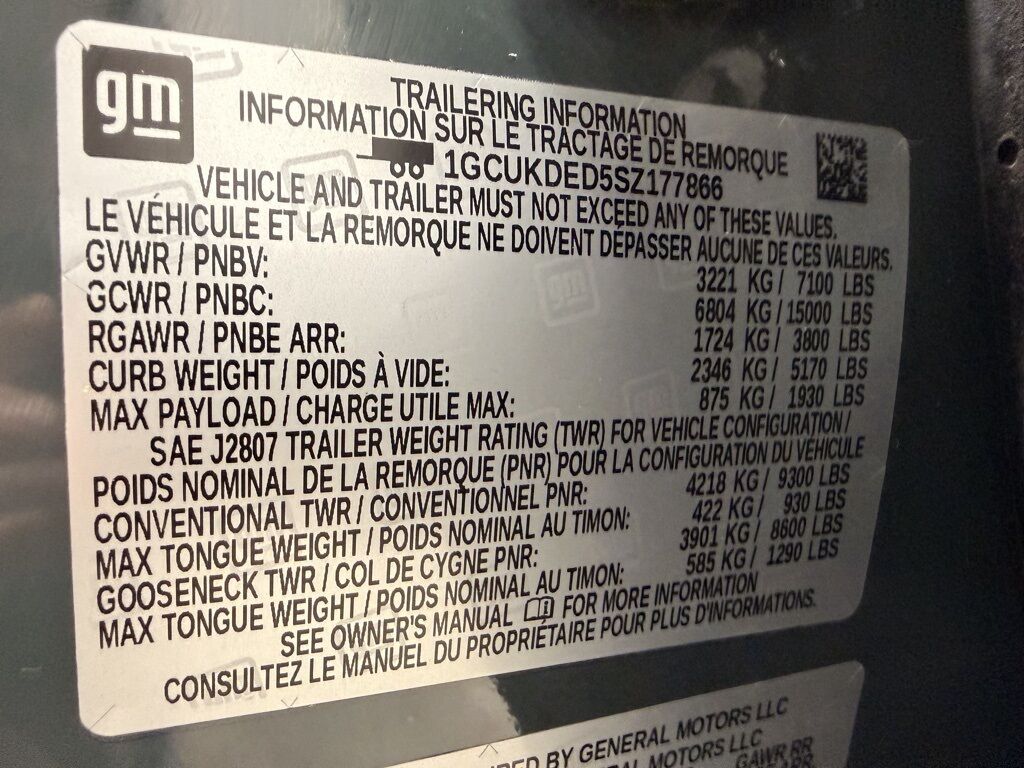 gm
TRAILERING INFORMATION
INFORMATION SUR LE TRACTAGE DE REMORQUE
1GCUKDED5SZ177866
VEHICLE AND TRAILER MUST NOT EXCEED ANY OF THESE VALUES.
LE VÉHICULE ET LA REMORQUE NE DOIVENT DÉPASSER AUCUNE DE CES VALEURS.
GVWR / PNBV: 3221 KG / 7100 LBS
GCWR / PNBC: 6804 KG / 15000 LBS
RGAWR / PNBE ARR: 1724 KG / 3800 LBS
CURB WEIGHT / POIDS À VIDE: 2346 KG / 5170 LBS
MAX PAYLOAD / CHARGE UTILE MAX: 875 KG / 1930 LBS
SAE J2807 TRAILER WEIGHT RATING (TWR) FOR VEHICLE CONFIGURATION /
POIDS NOMINAL DE LA REMORQUE (PNR) POUR LA CONFIGURATION DU VÉHICULE
CONVENTIONAL TWR / CONVENTIONNEL PNR: 4218 KG / 9300 LBS
MAX TONGUE WEIGHT / POIDS NOMINAL AU TIMON: 422 KG / 930 LBS
GOOSENECK TWR / COL DE CYGNE PNR: 3901 KG / 8600 LBS
MAX TONGUE WEIGHT / POIDS NOMINAL AU TIMON: 585 KG / 1290 LBS
SEE OWNER'S MANUAL FOR MORE INFORMATION
CONSULTEZ LE MANUEL DU PROPRIÉTAIRE POUR PLUS D'INFORMATIONS.
BY GENERAL MOTORS LLC
MOTORS LLC
GAWR RR